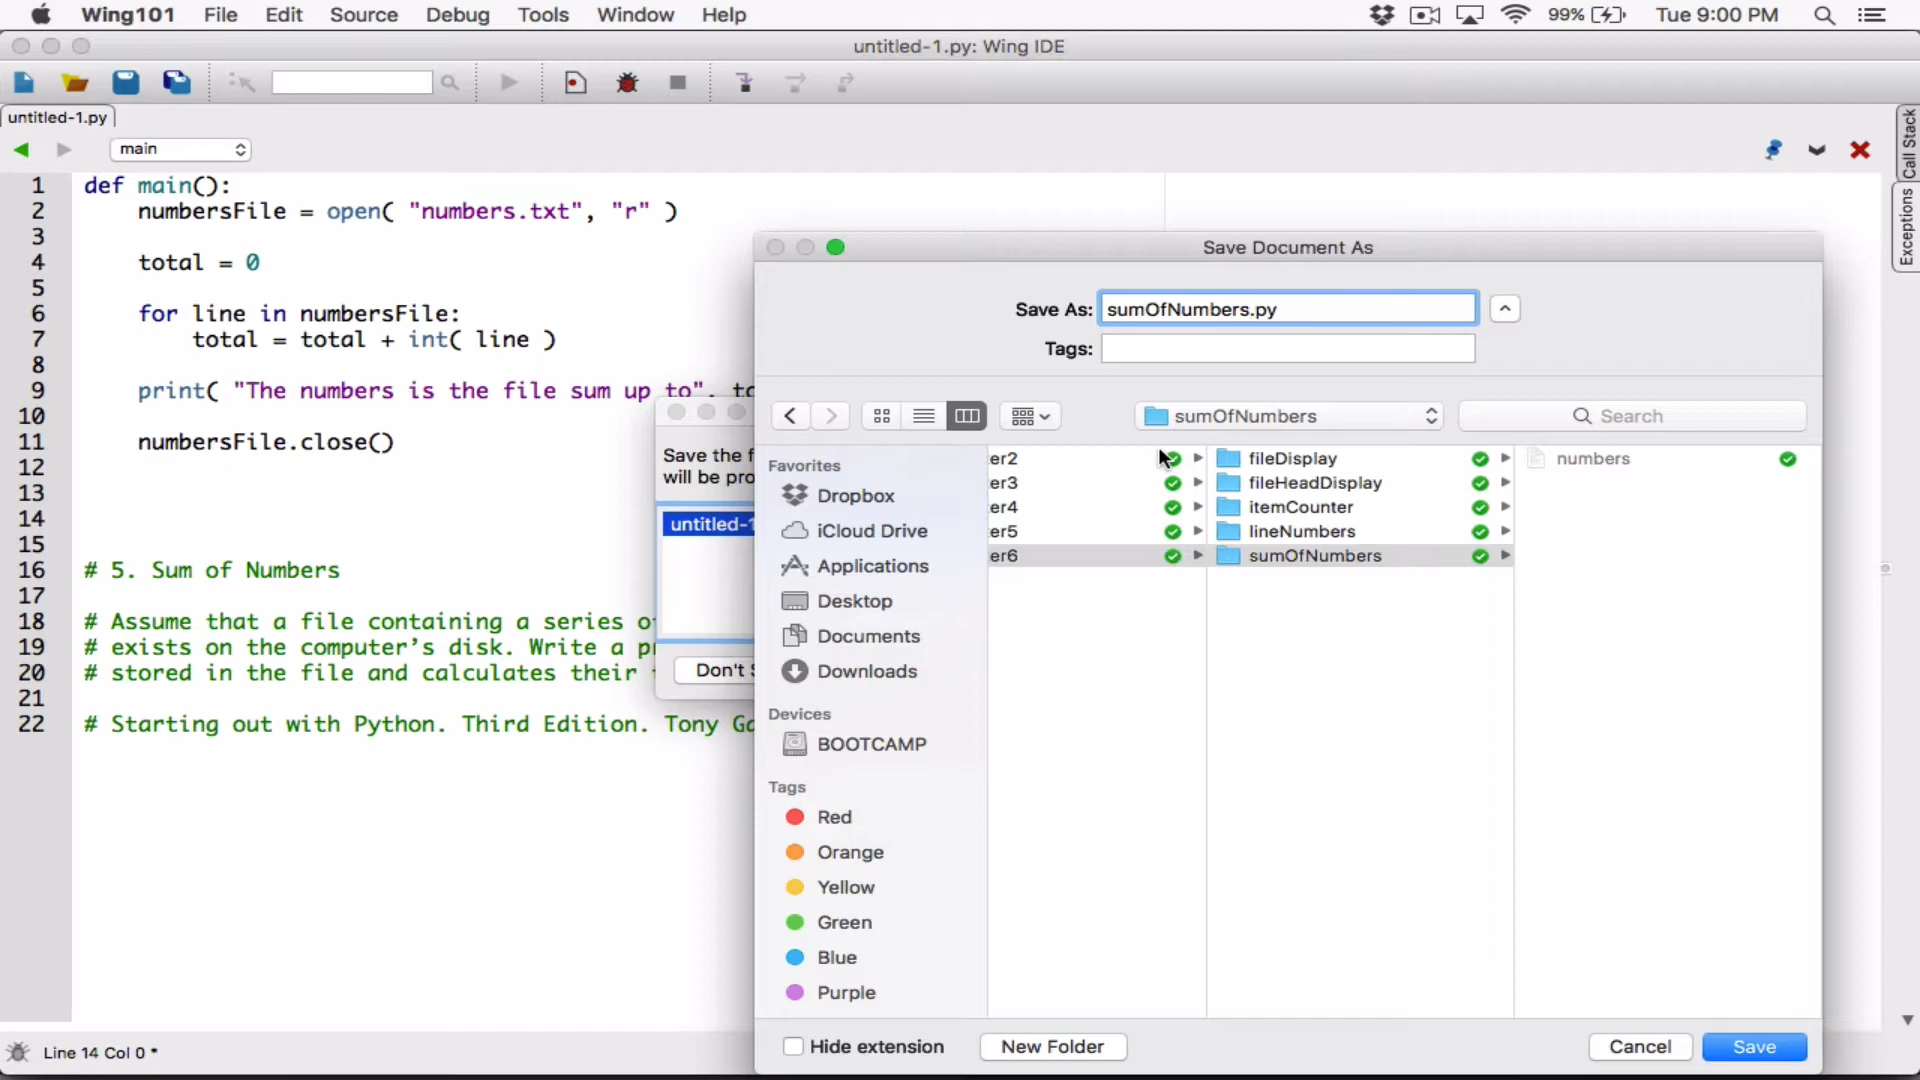 Wing101 File Edit Source Debug Tools Window Help 99% Tue 9:00 PM
untitled-1.py: Wing IDE
untitled-1.py
main
Call Stack
Exceptions
1 def main():
2 numbersFile = open( "numbers.txt", "r" )
3
4 total = 0
5
6 for line in numbersFile:
7 total = total + int( line )
8
9 print( "The numbers is the file sum up to",
10
11 numbersFile.close()
12
13
14
15
16 # 5. Sum of Numbers
17
18 # Assume that a file containing a series
19 # exists on the computer’s disk. Write a
20 # stored in the file and calculates their
21
22 # Starting out with Python. Third Edition. Tony
Line 14 Col 0 *
Save the
will be
untitled-1
Don't
Save Document As
Save As: sumOfNumbers.py
Tags:
sumOfNumbers
Search
Favorites
Dropbox
iCloud Drive
Applications
Desktop
Documents
Downloads
Devices
BOOTCAMP
Tags
Red
Orange
Yellow
Green
Blue
Purple
er2
er3
er4
er5
er6
fileDisplay
fileHeadDisplay
itemCounter
lineNumbers
sumOfNumbers
numbers
Hide extension
New Folder
Cancel
Save